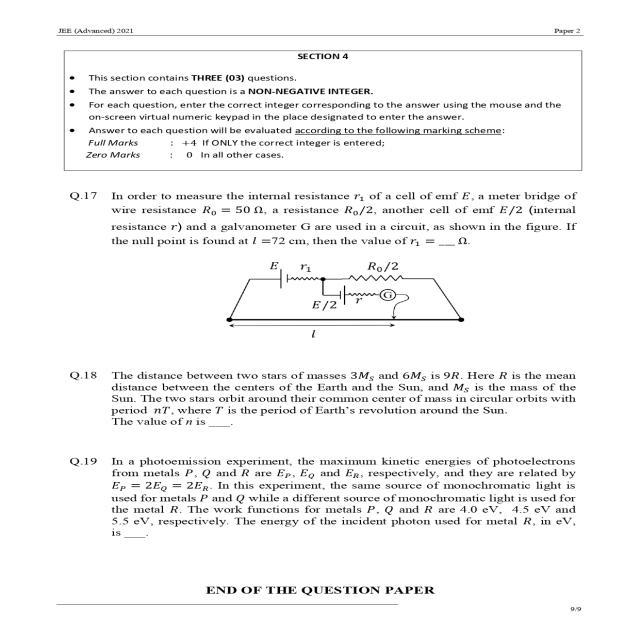 JEE (Advanced) 2021 Paper 2
SECTION 4
• This section contains THREE (03) questions.
• The answer to each question is a NON-NEGATIVE INTEGER.
• For each question, enter the correct integer corresponding to the answer using the mouse and the
on-screen virtual numeric keypad in the place designated to enter the answer.
• Answer to each question will be evaluated according to the following marking scheme:
Full Marks : +4 If ONLY the correct integer is entered;
Zero Marks : 0 In all other cases.
Q.17 In order to measure the internal resistance r₁ of a cell of emf E, a meter bridge of
wire resistance R₀ = 50 Ω, a resistance R₀/2, another cell of emf E/2 (internal
resistance r) and a galvanometer G are used in a circuit, as shown in the figure. If
the null point is found at l =72 cm, then the value of r₁ = __ Ω.
E r₁ R₀/2
E/2 r G
l
Q.18 The distance between two stars of masses 3M_S and 6M_S is 9R. Here R is the mean
distance between the centers of the Earth and the Sun, and M_S is the mass of the
Sun. The two stars orbit around their common center of mass in circular orbits with
period nT, where T is the period of Earth's revolution around the Sun.
The value of n is ___.
Q.19 In a photoemission experiment, the maximum kinetic energies of photoelectrons
from metals P, Q and R are E_P, E_Q and E_R, respectively, and they are related by
E_P = 2E_Q = 2E_R. In this experiment, the same source of monochromatic light is
used for metals P and Q while a different source of monochromatic light is used for
the metal R. The work functions for metals P, Q and R are 4.0 eV, 4.5 eV and
5.5 eV, respectively. The energy of the incident photon used for metal R, in eV,
is ___.
END OF THE QUESTION PAPER
9/9